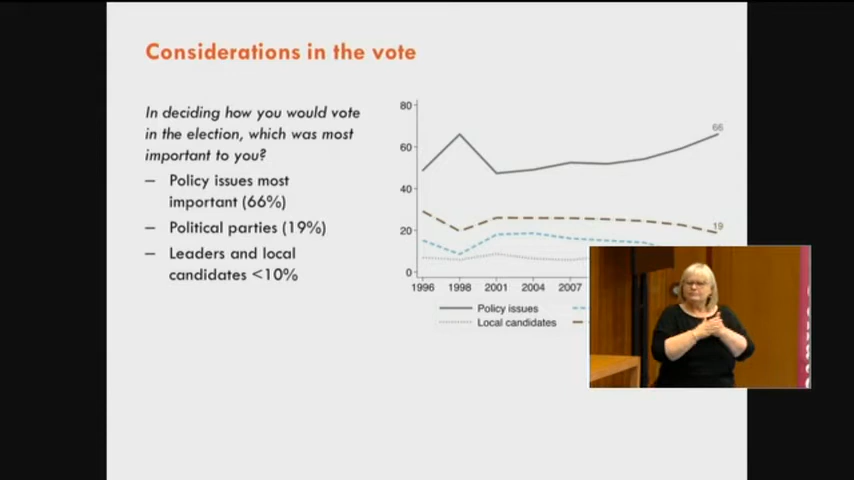 Considerations in the vote
In deciding how you would vote
in the election, which was most
important to you?
– Policy issues most
important (66%)
– Political parties (19%)
– Leaders and local
candidates <10%
80
60
40
20
0
66
19
1996 1998 2001 2004 2007
Policy issues
Local candidates